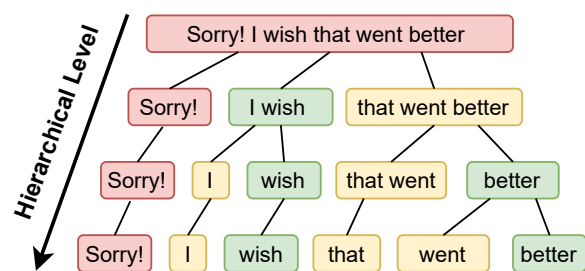 Hierarchical Level
Sorry! I wish that went better
Sorry!
I wish
that went better
Sorry!
I
wish
that went
better
Sorry!
I
wish
that
went
better